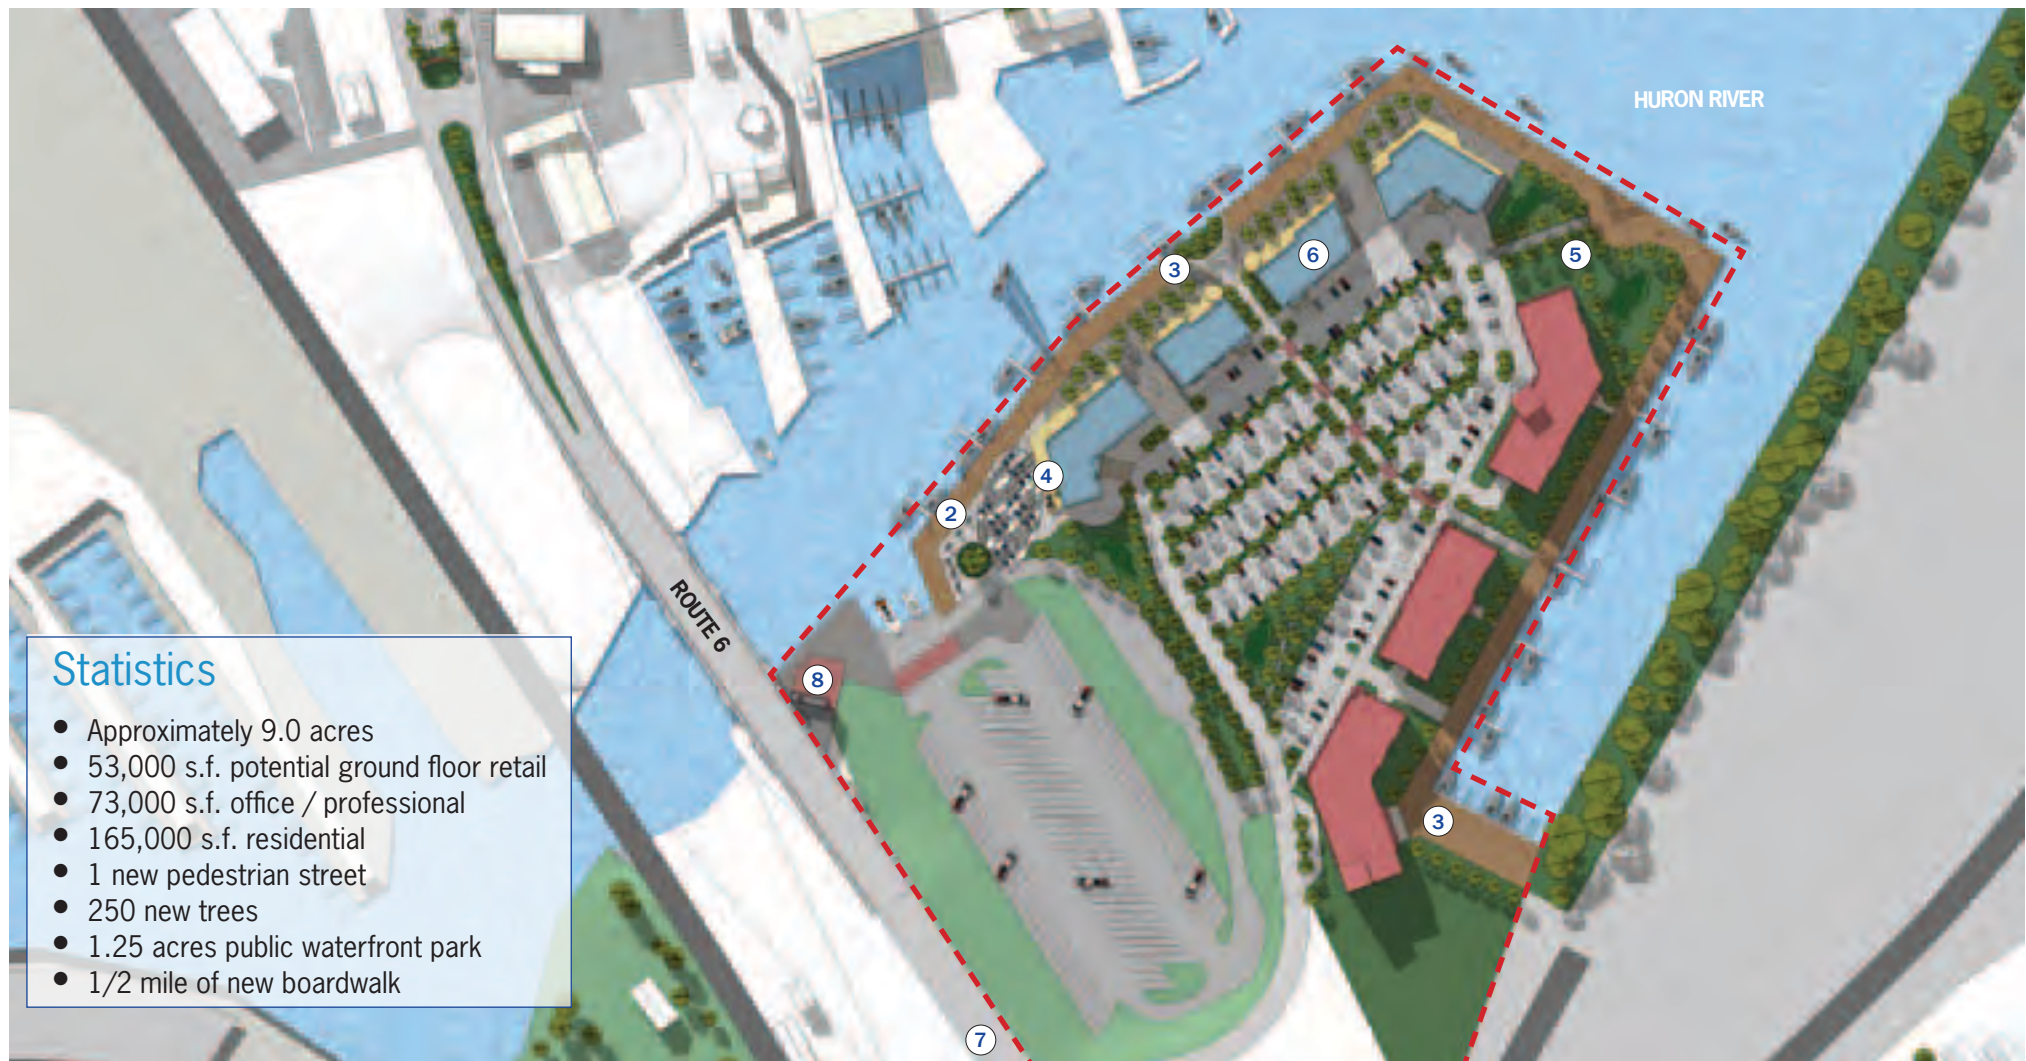 HURON RIVER
3
6
5
4
2
ROUTE 6
8
3
7
Statistics
• Approximately 9.0 acres
• 53,000 s.f. potential ground floor retail
• 73,000 s.f. office / professional
• 165,000 s.f. residential
• 1 new pedestrian street
• 250 new trees
• 1.25 acres public waterfront park
• 1/2 mile of new boardwalk